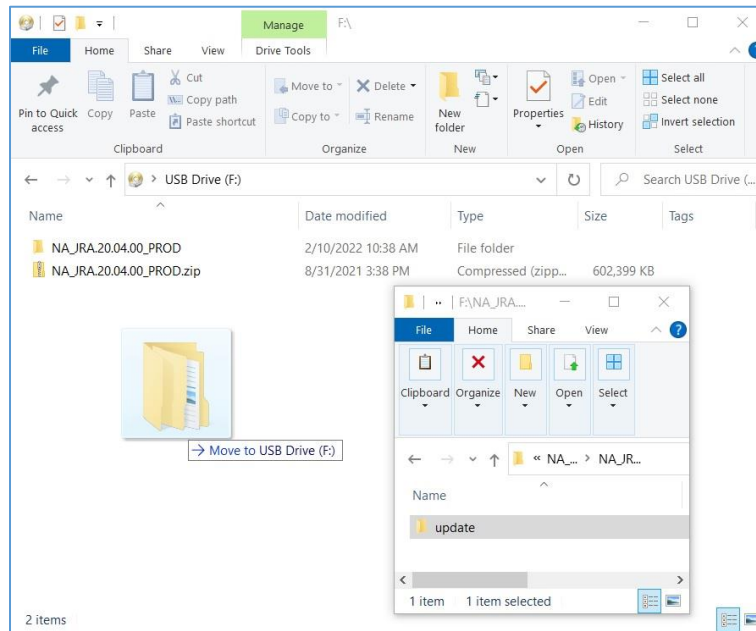 Manage F:\
File Home Share View Drive Tools
Pin to Quick access
Copy
Paste
Cut
Copy path
Paste shortcut
Move to
Copy to
Delete
Rename
New folder
Properties
Open
Edit
History
Select all
Select none
Invert selection
Clipboard Organize New Open Select
USB Drive (F:)
Search USB Drive (...
Name Date modified Type Size Tags
NA_JRA.20.04.00_PROD 2/10/2022 10:38 AM File folder
NA_JRA.20.04.00_PROD.zip 8/31/2021 3:38 PM Compressed (zipp... 602,399 KB
Move to USB Drive (F:)
F:\NA_JRA....
File Home Share View
Clipboard Organize New Open Select
« NA_... > NA_JR...
Name
update
1 item 1 item selected
2 items